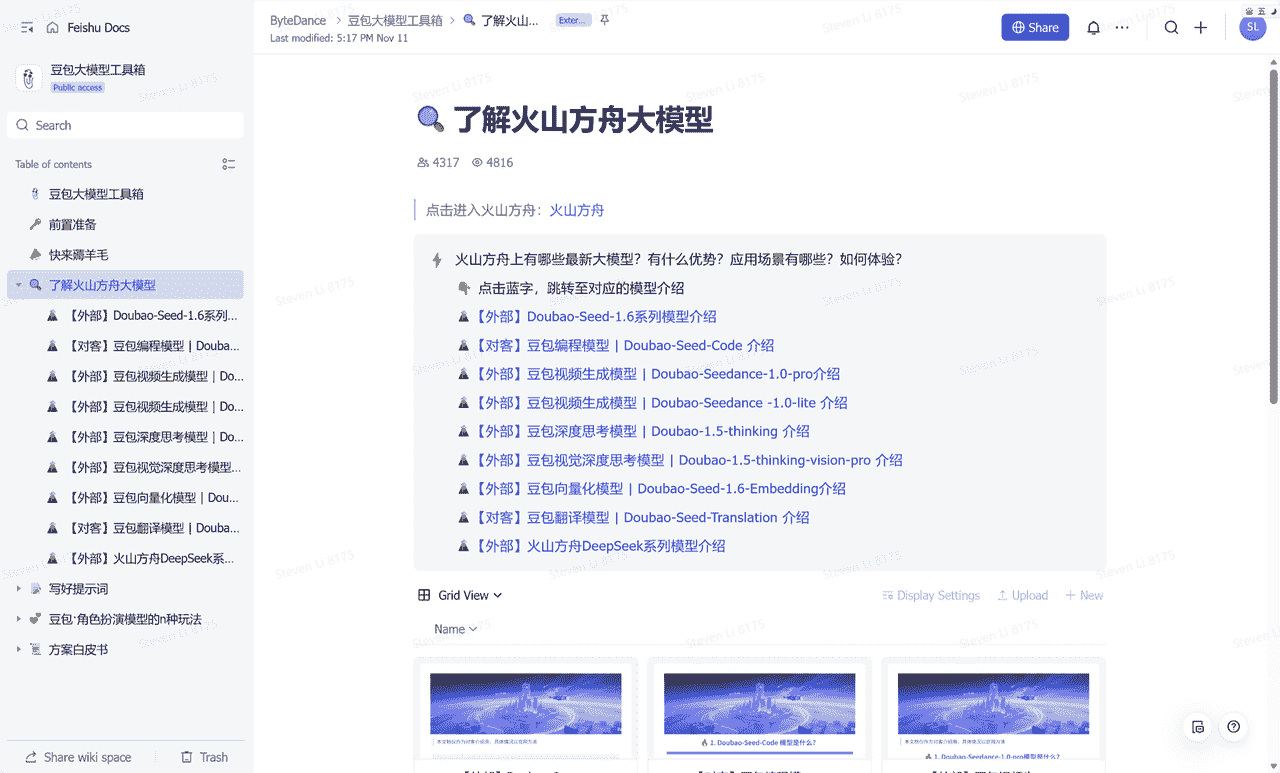 Feishu Docs
豆包大模型工具箱
Public access
Search
Table of contents
豆包大模型工具箱
前置准备
快来薅羊毛
了解火山方舟大模型
【外部】Doubao-Seed-1.6系列...
【对客】豆包编程模型 | Douba...
【外部】豆包视频生成模型 | Do...
【外部】豆包视频生成模型 | Do...
【外部】豆包深度思考模型 | Do...
【外部】豆包视觉深度思考模型...
【外部】豆包向量化模型 | Dou...
【对客】豆包翻译模型 | Douba...
【外部】火山方舟DeepSeek系...
写好提示词
豆包·角色扮演模型的n种玩法
方案白皮书
Share wiki space
Trash
ByteDance > 豆包大模型工具箱 > 了解火山... Exter...
Last modified: 5:17 PM Nov 11
Share
SL
了解火山方舟大模型
4317 4816
点击进入火山方舟：火山方舟
火山方舟上有哪些最新大模型？有什么优势？应用场景有哪些？如何体验？
点击蓝字，跳转至对应的模型介绍
【外部】Doubao-Seed-1.6系列模型介绍
【对客】豆包编程模型 | Doubao-Seed-Code 介绍
【外部】豆包视频生成模型 | Doubao-Seedance-1.0-pro介绍
【外部】豆包视频生成模型 | Doubao-Seedance -1.0-lite 介绍
【外部】豆包深度思考模型 | Doubao-1.5-thinking 介绍
【外部】豆包视觉深度思考模型 | Doubao-1.5-thinking-vision-pro 介绍
【外部】豆包向量化模型 | Doubao-Seed-1.6-Embedding介绍
【对客】豆包翻译模型 | Doubao-Seed-Translation 介绍
【外部】火山方舟DeepSeek系列模型介绍
Grid View
Display Settings
Upload
New
Name
1. Doubao-Seed-Code 模型是什么？
1. Doubao-Seedance-1.0-pro模型是什么？
Steven Li 8175